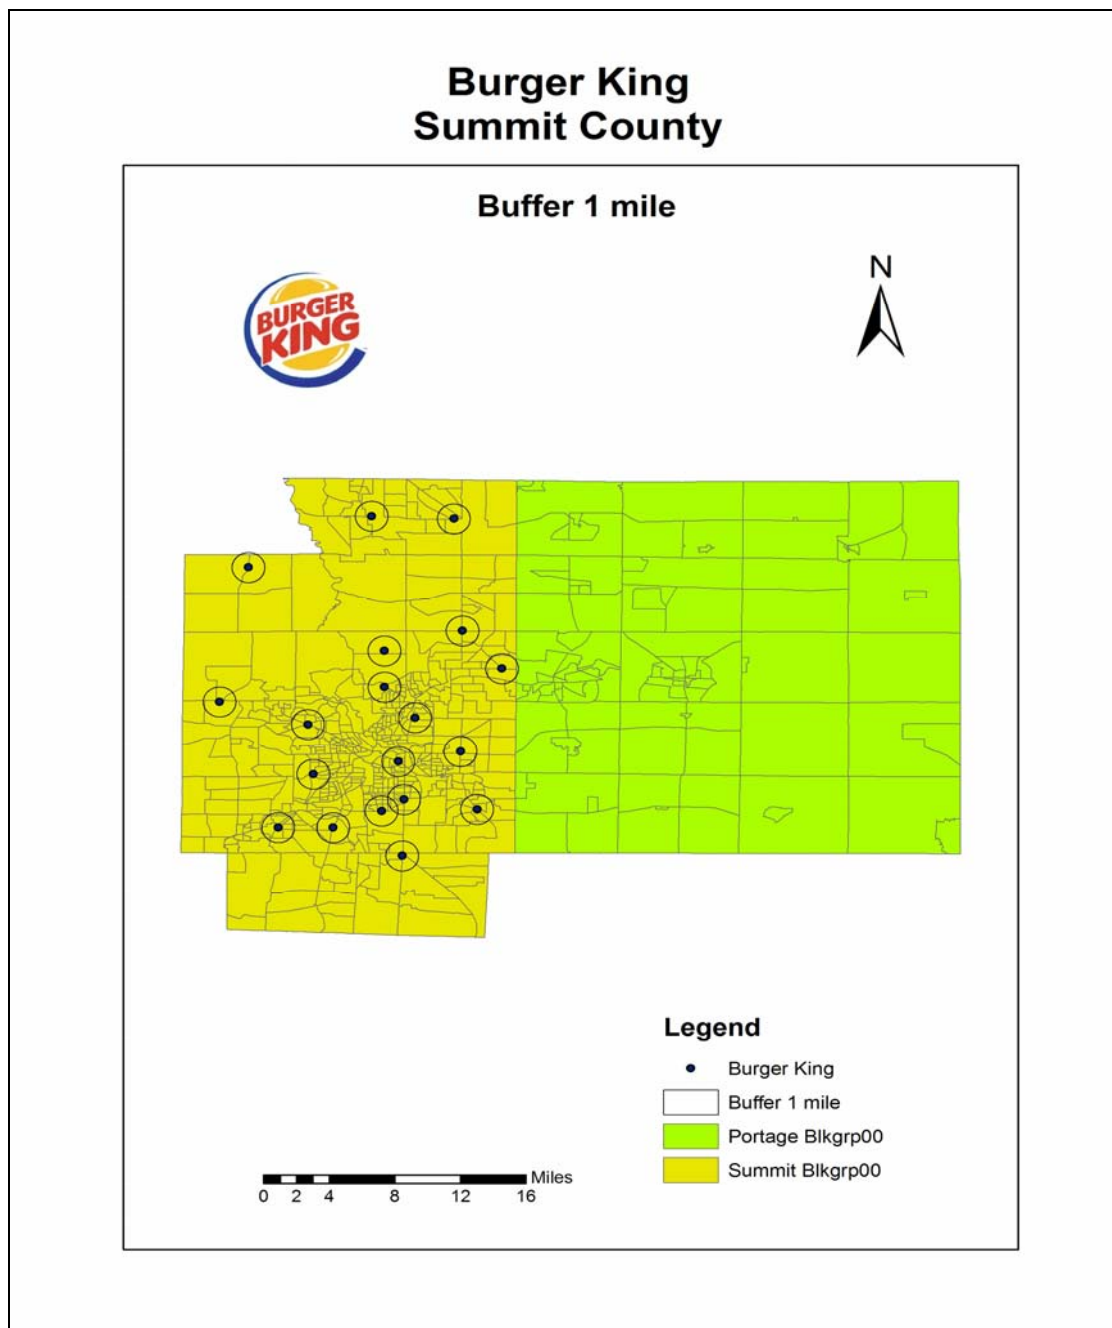 Burger King
Summit County
Buffer 1 mile
BURGER
KING
N
Legend
Burger King
Buffer 1 mile
Portage Blkgrp00
Summit Blkgrp00
Miles
0 2 4 8 12 16